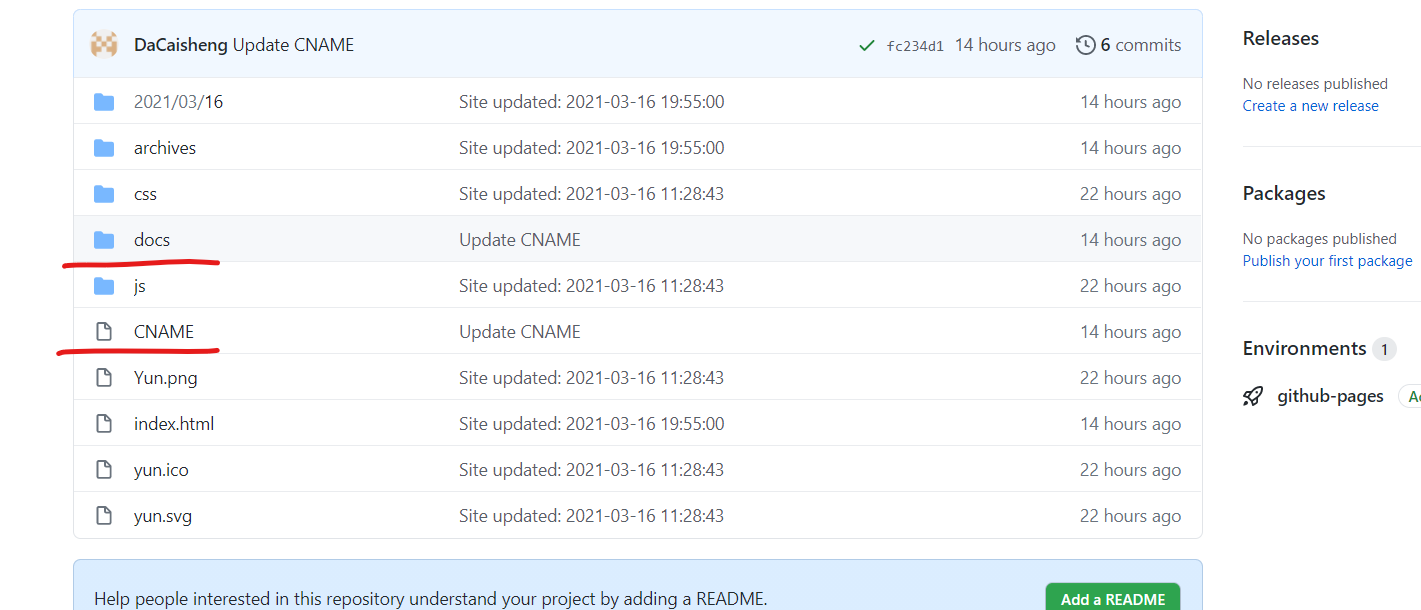 DaCaisheng Update CNAME fc234d1 14 hours ago 6 commits
2021/03/16 Site updated: 2021-03-16 19:55:00 14 hours ago
archives Site updated: 2021-03-16 19:55:00 14 hours ago
css Site updated: 2021-03-16 11:28:43 22 hours ago
docs Update CNAME 14 hours ago
js Site updated: 2021-03-16 11:28:43 22 hours ago
CNAME Update CNAME 14 hours ago
Yun.png Site updated: 2021-03-16 11:28:43 22 hours ago
index.html Site updated: 2021-03-16 19:55:00 14 hours ago
yun.ico Site updated: 2021-03-16 11:28:43 22 hours ago
yun.svg Site updated: 2021-03-16 11:28:43 22 hours ago
Help people interested in this repository understand your project by adding a README. Add a README
Releases
No releases published
Create a new release
Packages
No packages published
Publish your first package
Environments 1
github-pages